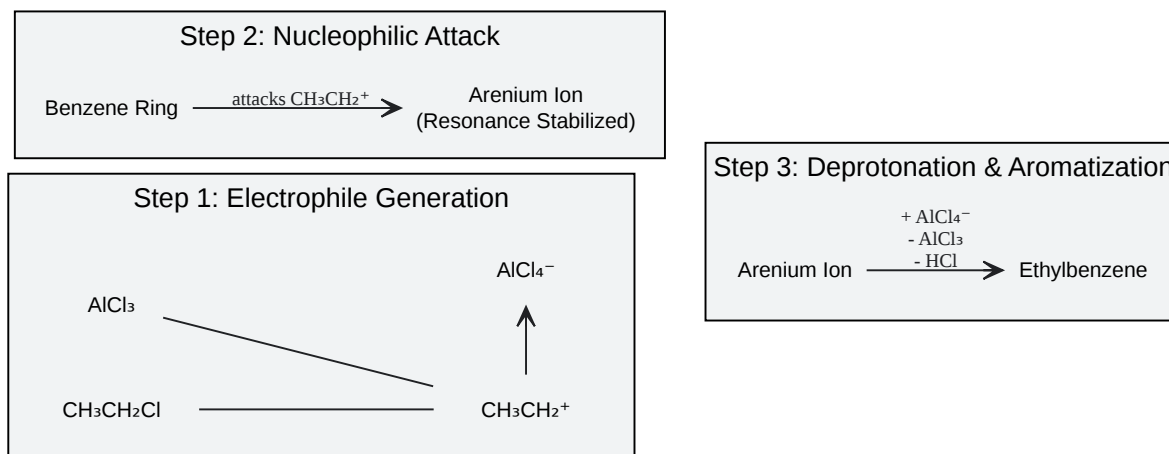 Step 2: Nucleophilic Attack
Benzene Ring
attacks CH₃CH₂⁺
Arenium Ion
(Resonance Stabilized)
Step 1: Electrophile Generation
AlCl₄⁻
AlCl₃
CH₃CH₂Cl
CH₃CH₂⁺
Step 3: Deprotonation & Aromatization
+ AlCl₄⁻
- AlCl₃
- HCl
Arenium Ion
Ethylbenzene